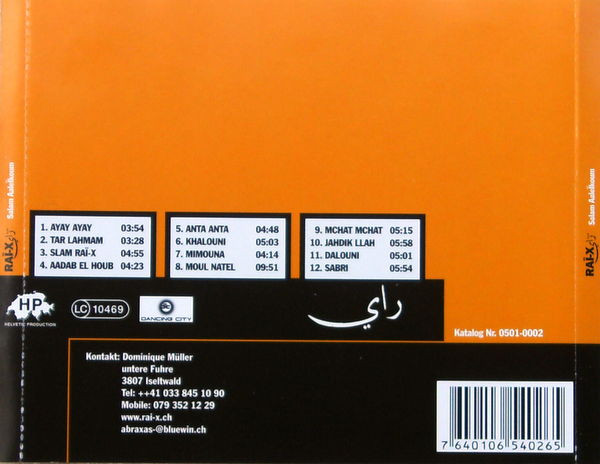 RAÏ-X راي Salam Aaleïkoum
1. AYAY AYAY 03:54
2. TAR LAHMAM 03:28
3. SLAM RAÏ-X 04:55
4. AADAB EL HOUB 04:23
5. ANTA ANTA 04:48
6. KHALOUNI 05:03
7. MIMOUNA 04:14
8. MOUL NATEL 09:51
9. MCHAT MCHAT 05:15
10. JAHDIK LLAH 05:58
11. DALOUNI 05:01
12. SABRI 05:54
HP
HELVETIC PRODUCTION
LC 10469
DANCING CITY
راي
Katalog Nr. 0501-0002
Kontakt: Dominique Müller
untere Fuhre
3807 Iseltwald
Tel: ++41 033 845 10 90
Mobile: 079 352 12 29
www.rai-x.ch
abraxas-@bluewin.ch
7 640106 540265
RAÏ-X راي Salam Aaleïkoum